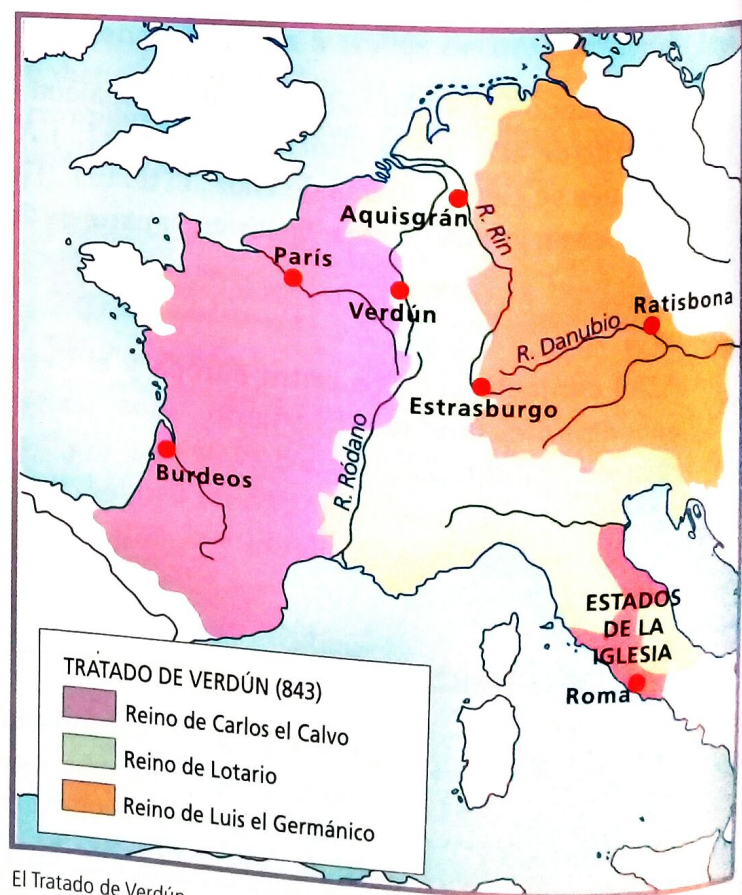 Aquisgrán
R. Rin
París
Verdún
Ratisbona
R. Danubio
Estrasburgo
R. Ródano
Burdeos
ESTADOS
DE LA
IGLESIA
Roma
TRATADO DE VERDÚN (843)
Reino de Carlos el Calvo
Reino de Lotario
Reino de Luis el Germánico
El Tratado de Verdún